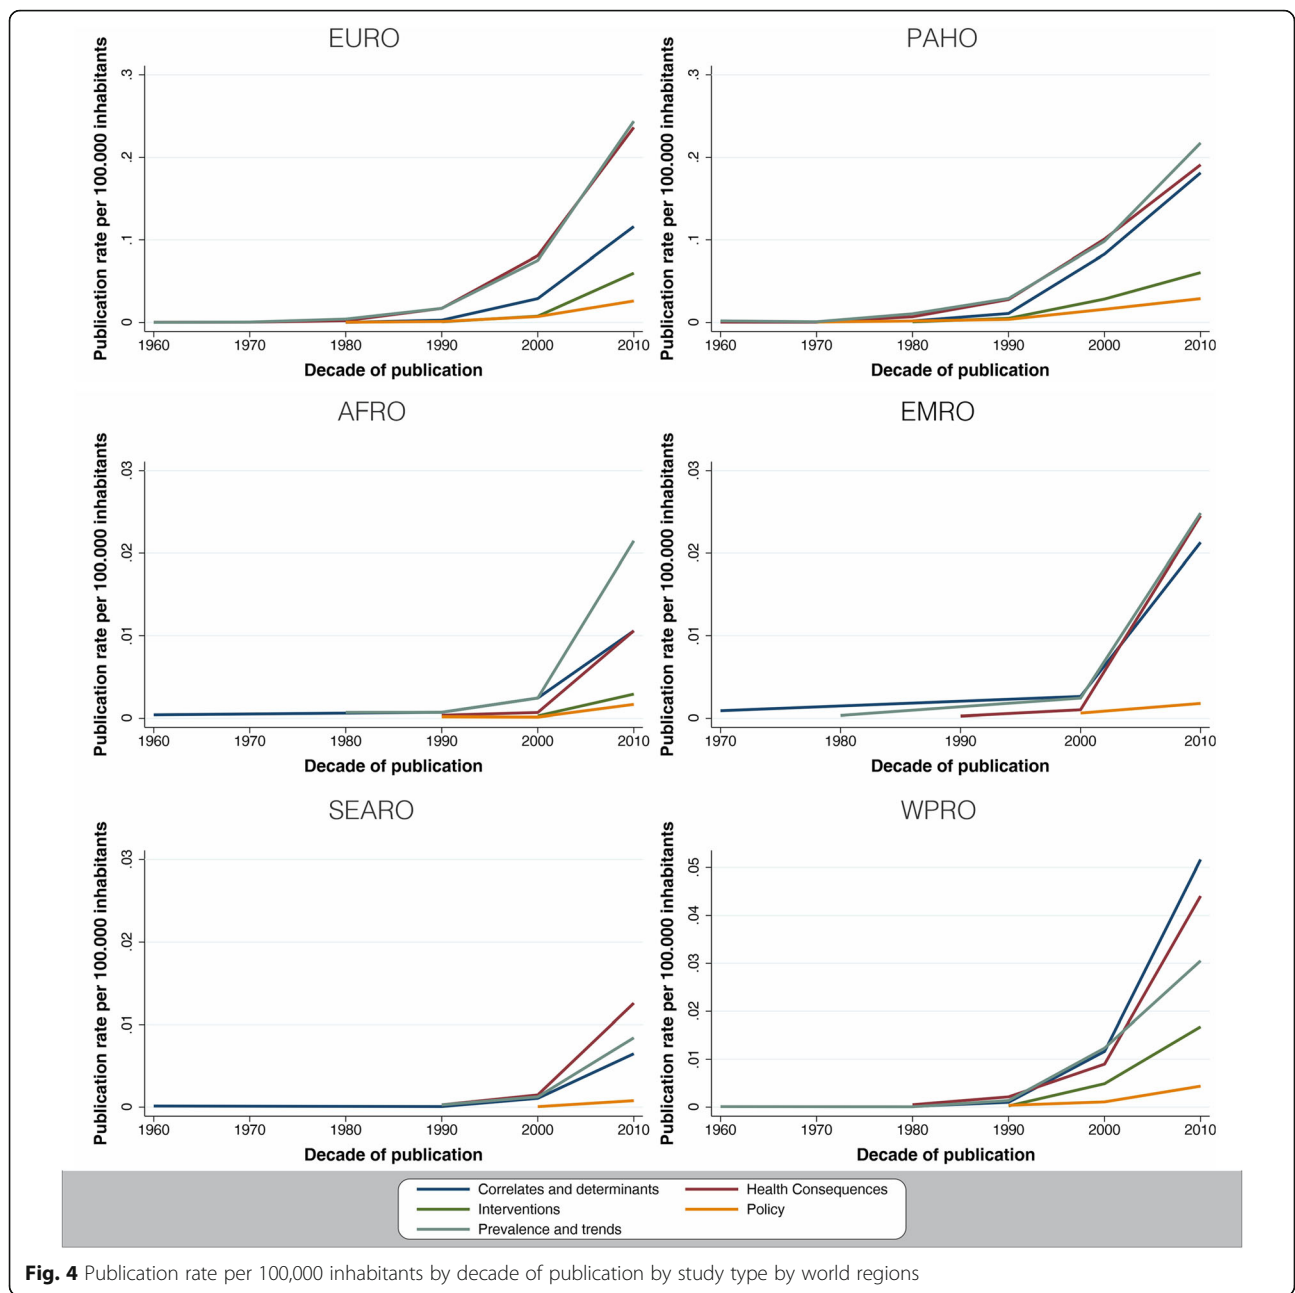 EURO
Publication rate per 100.000 inhabitants
.3
.2
.1
0
1960 1970 1980 1990 2000 2010
Decade of publication
PAHO
Publication rate per 100.000 inhabitants
.3
.2
.1
0
1960 1970 1980 1990 2000 2010
Decade of publication
AFRO
Publication rate per 100.000 inhabitants
.03
.02
.01
0
1960 1970 1980 1990 2000 2010
Decade of publication
EMRO
Publication rate per 100.000 inhabitants
.03
.02
.01
0
1970 1980 1990 2000 2010
Decade of publication
SEARO
Publication rate per 100.000 inhabitants
.03
.02
.01
0
1960 1970 1980 1990 2000 2010
Decade of publication
WPRO
Publication rate per 100.000 inhabitants
.05
.04
.03
.02
.01
0
1960 1970 1980 1990 2000 2010
Decade of publication
Correlates and determinants Health Consequences
Interventions Policy
Prevalence and trends
Fig. 4 Publication rate per 100,000 inhabitants by decade of publication by study type by world regions